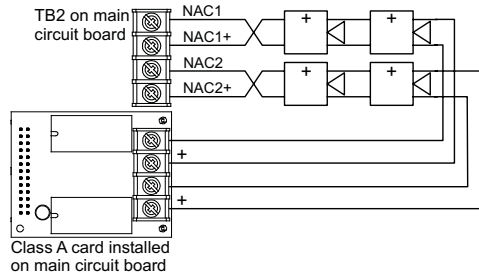 TB2 on main
circuit board
NAC1
NAC1+
NAC2
NAC2+
+
+
+
+
+
+
Class A card installed
on main circuit board